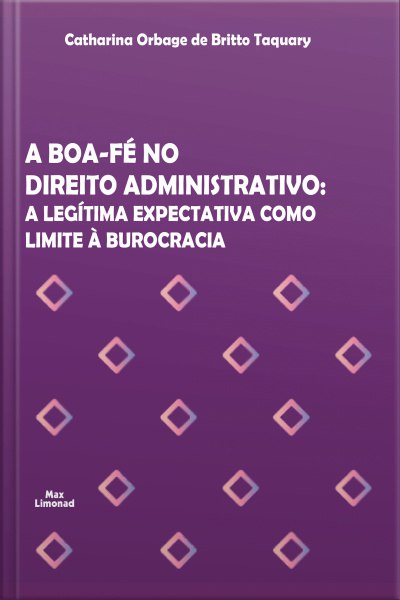 Catharina Orbage de Britto Taquary
A BOA-FÉ NO
DIREITO ADMINISTRATIVO:
A LEGÍTIMA EXPECTATIVA COMO
LIMITE À BUROCRACIA
Max
Limonad